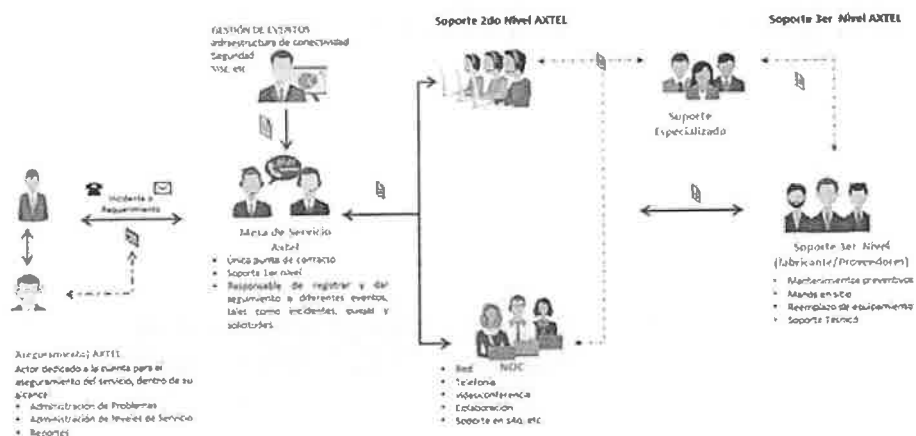 Soporte 2do Nivel AXTEL
Soporte 3er Nivel AXTEL
GESTIÓN DE EVENTOS
Infraestructura de conectividad
Seguridad
etc
Soporte
Especializado
Incidente o
Requerimiento
Mesa de Servicio
Axtel
• Única punta de contacto
• Soporte 1er nivel
• Responsable de registrar y dar
seguimiento a diferentes eventos,
tales como incidentes, quejas y
solicitudes.
Soporte 3er Nivel
(fabricante/Proveedores)
• Mantenimientos preventivos
• Manos en sitio
• Reemplazo de equipamiento
• Soporte Técnico
Aseguramiento| AXTEL
Actor dedicado a la cuenta para el
aseguramiento del servicio, dentro de su
alcance
• Administración de Problemas
• Administración de Niveles de Servicio
• Reportes
NOC
• Red
• Telefonía
• Videoconferencia
• Colaboración
• Soporte en sitio, etc.